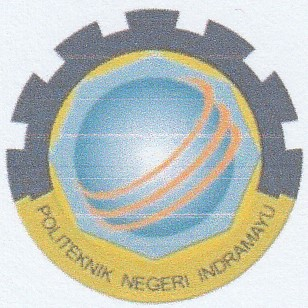 POLITEKNIK NEGERI INDRAMAYU